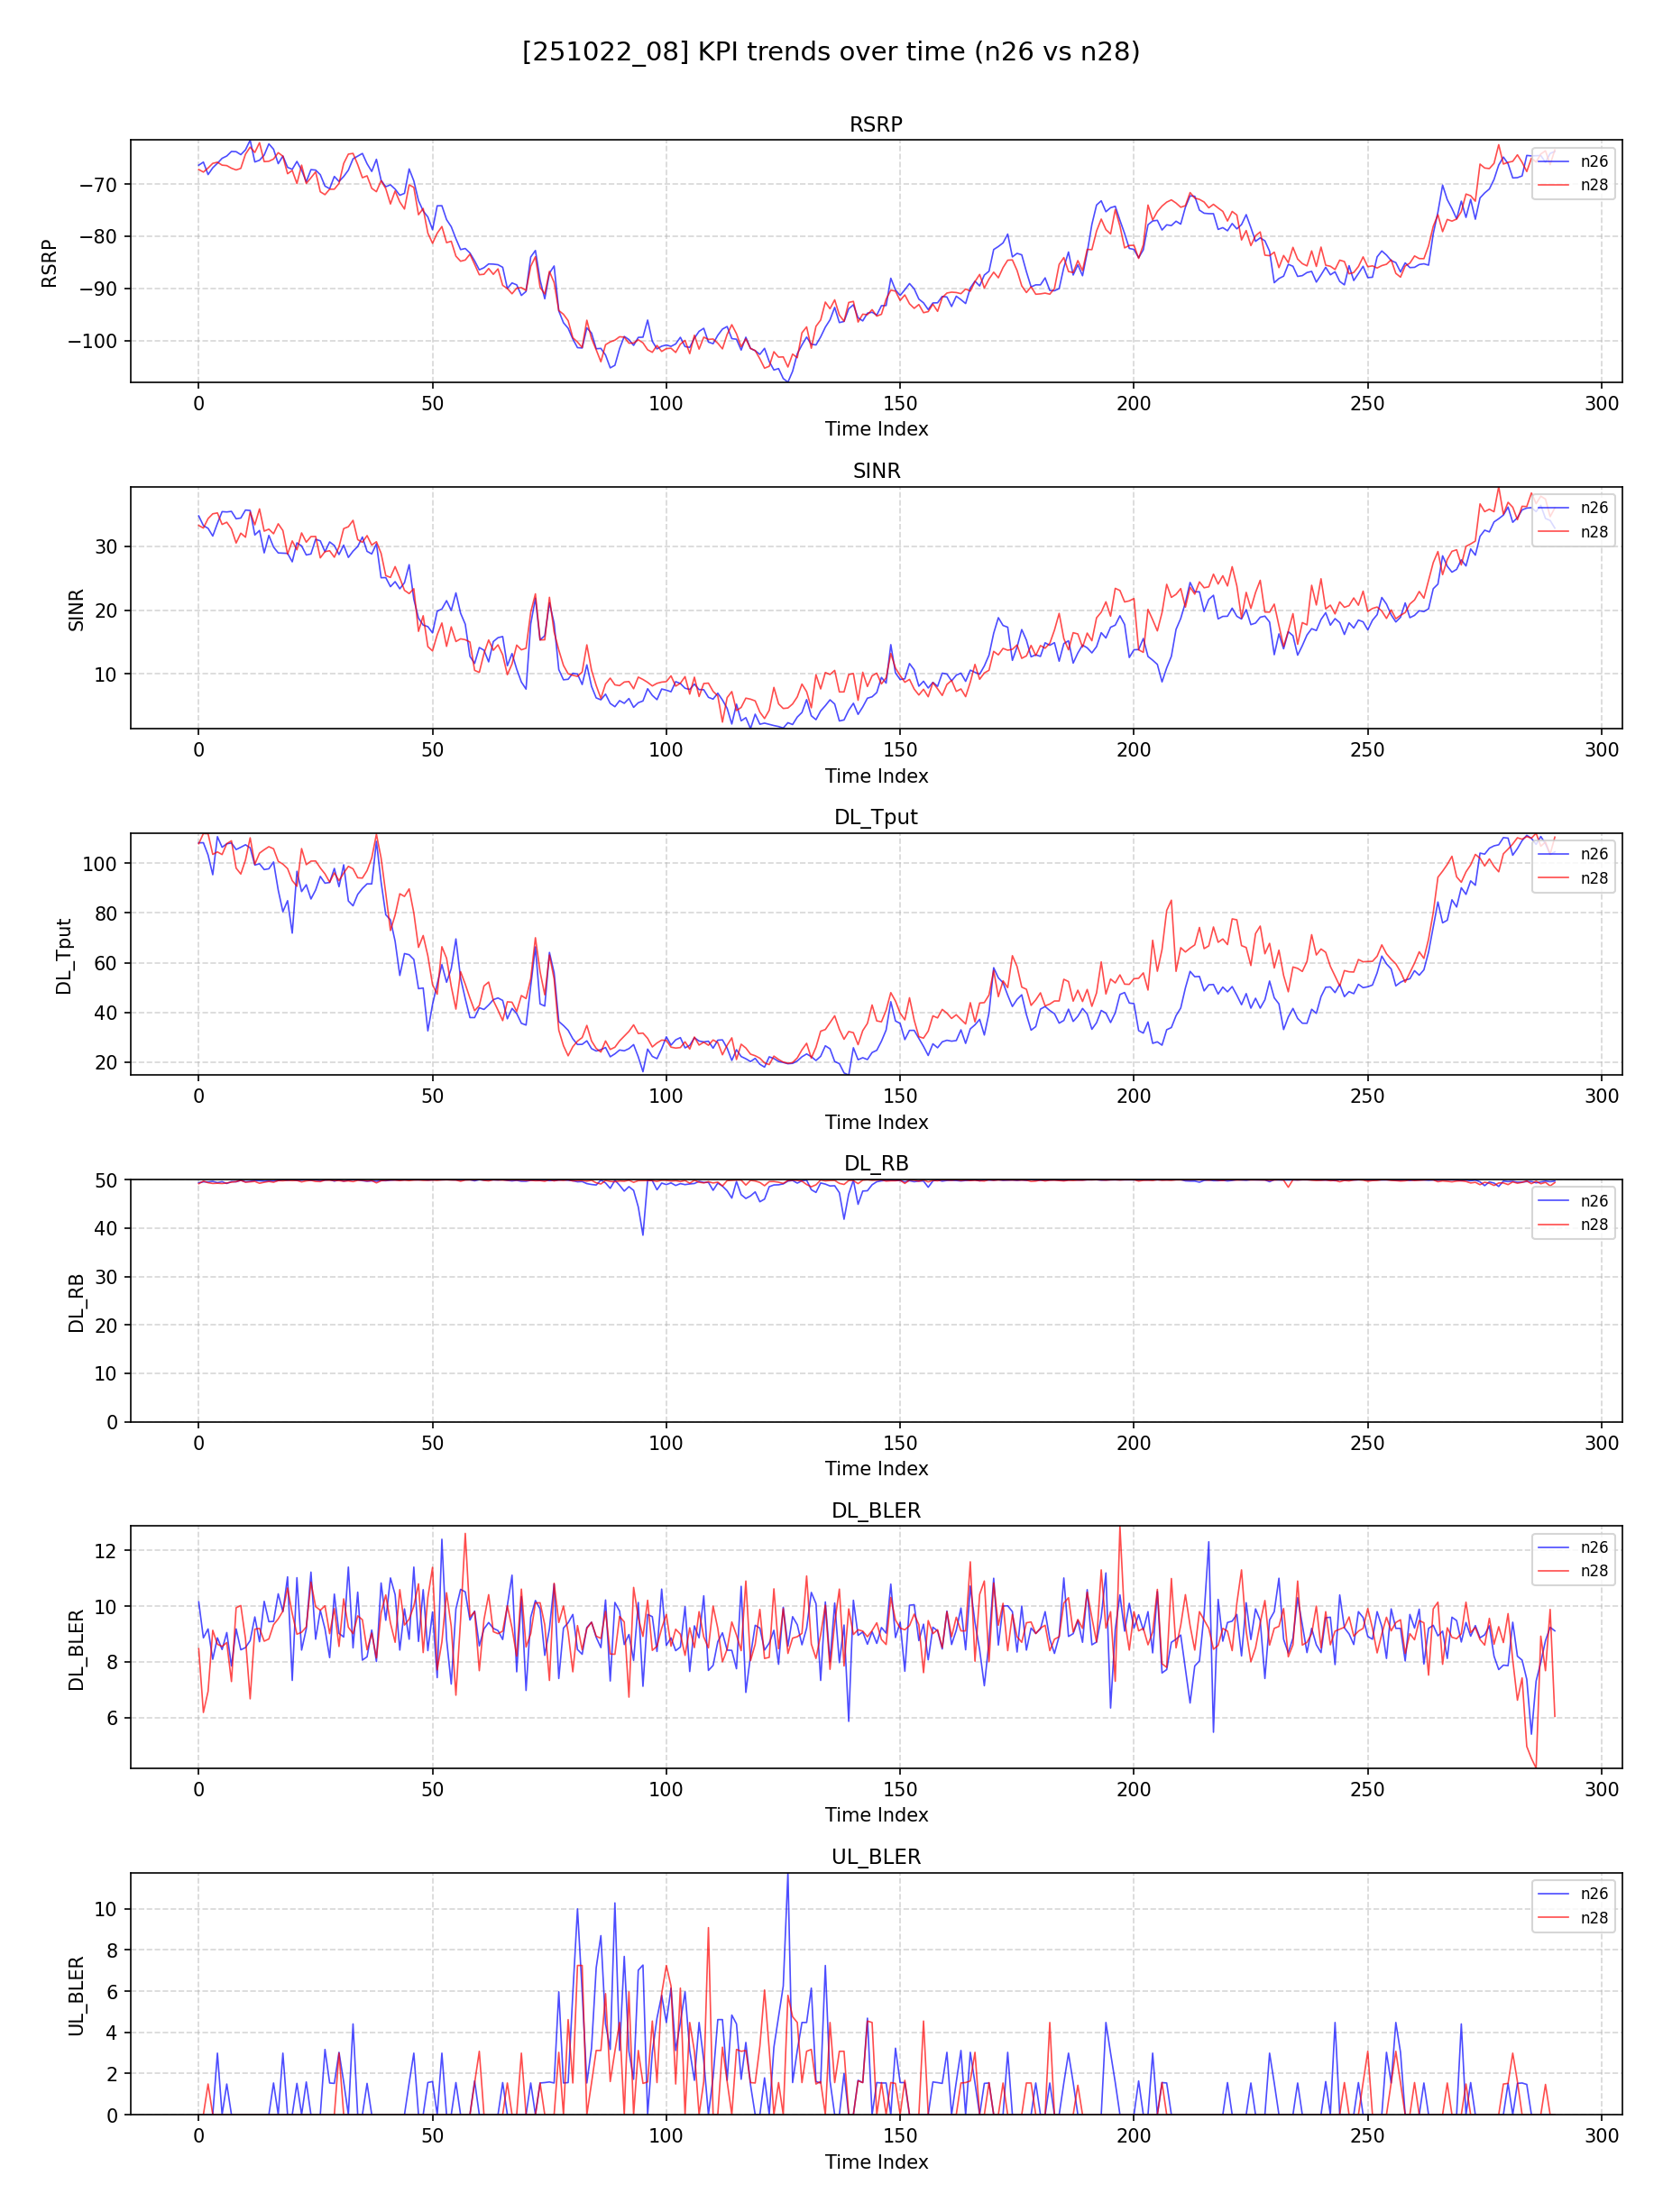 [251022_08] KPI trends over time (n26 vs n28)
RSRP
n26
n28
RSRP
−70
−80
−90
−100
0 50 100 150 200 250 300
Time Index
SINR
n26
n28
SINR
30
20
10
0 50 100 150 200 250 300
Time Index
DL_Tput
n26
n28
DL_Tput
100
80
60
40
20
0 50 100 150 200 250 300
Time Index
DL_RB
n26
n28
DL_RB
50
40
30
20
10
0
0 50 100 150 200 250 300
Time Index
DL_BLER
n26
n28
DL_BLER
12
10
8
6
0 50 100 150 200 250 300
Time Index
UL_BLER
n26
n28
UL_BLER
10
8
6
4
2
0
0 50 100 150 200 250 300
Time Index